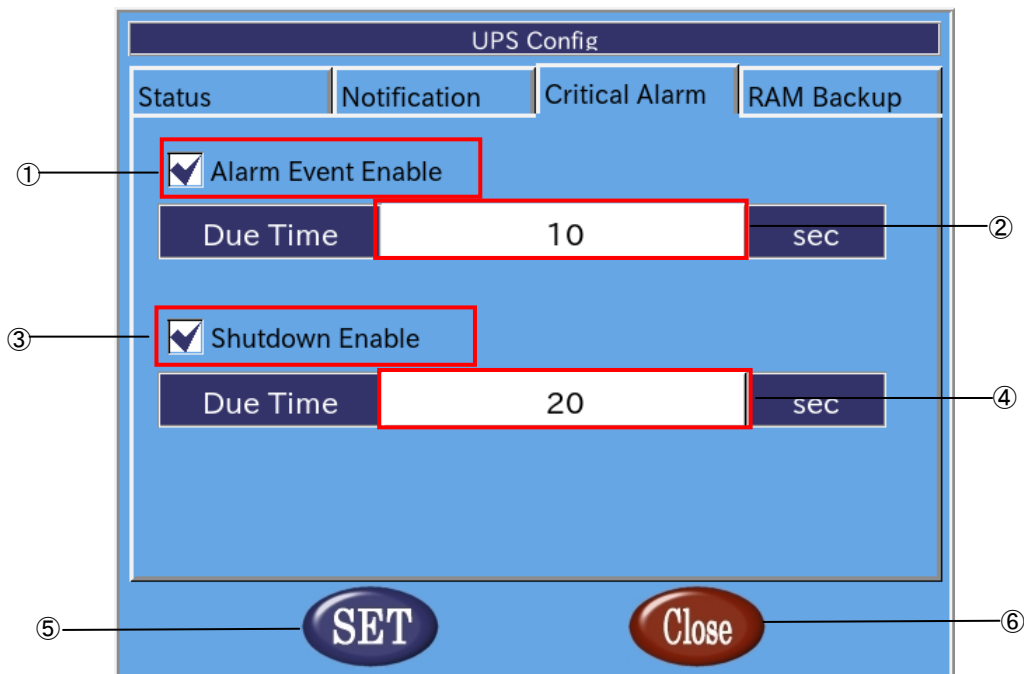 UPS Config
Status Notification Critical Alarm RAM Backup
① Alarm Event Enable
Due Time 10 sec ②
③ Shutdown Enable
Due Time 20 sec ④
⑤ SET Close ⑥